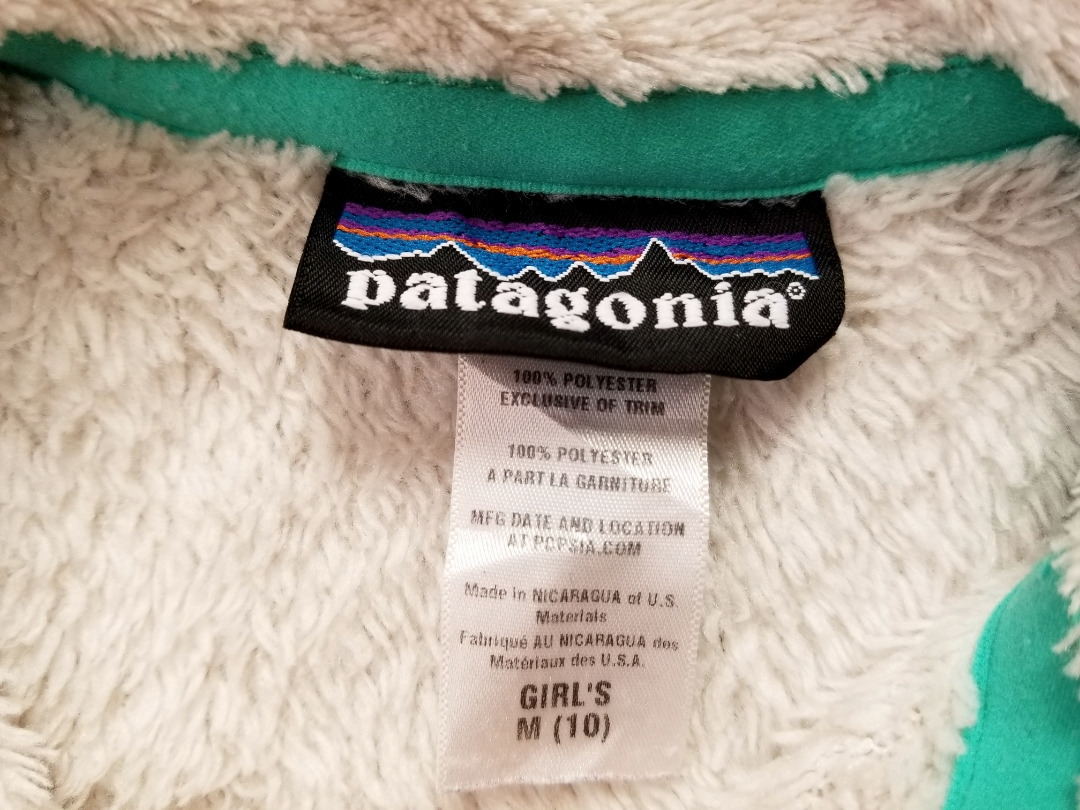 patagonia®
100% POLYESTER
EXCLUSIVE OF TRIM
100% POLYESTER
A PART LA GARNITURE
MFG DATE AND LOCATION
AT PCPSIA.COM
Made in NICARAGUA of U.S.
Materials
Fabriqué AU NICARAGUA des
Matériaux des U.S.A.
GIRL'S
M (10)